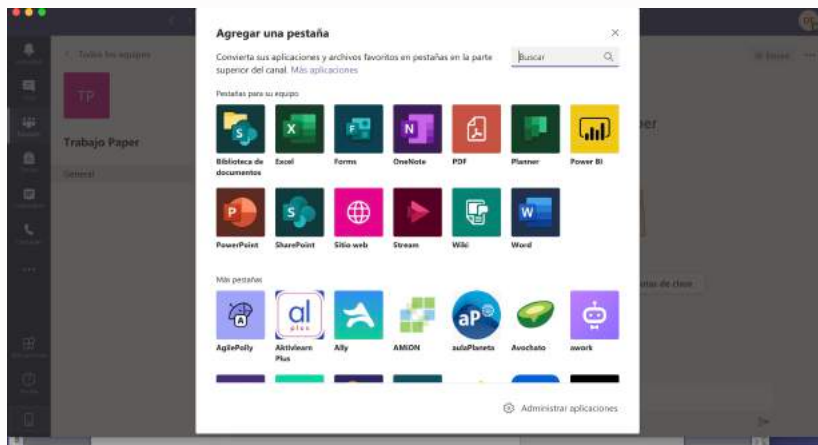 Agregar una pestaña
Convierta sus aplicaciones y archivos favoritos en pestañas en la parte
superior del canal. Más aplicaciones
Buscar
Pestañas para su equipo
Biblioteca de documentos
Excel
Forms
OneNote
PDF
Planner
Power BI
PowerPoint
SharePoint
Sitio web
Stream
Wiki
Word
Más pestañas
AgilePolly
Aktivlearn Plus
Ally
AMiON
aulaPlaneta
Avochato
awork
Administrar aplicaciones
Todos los equipos
TP
Trabajo Paper
General